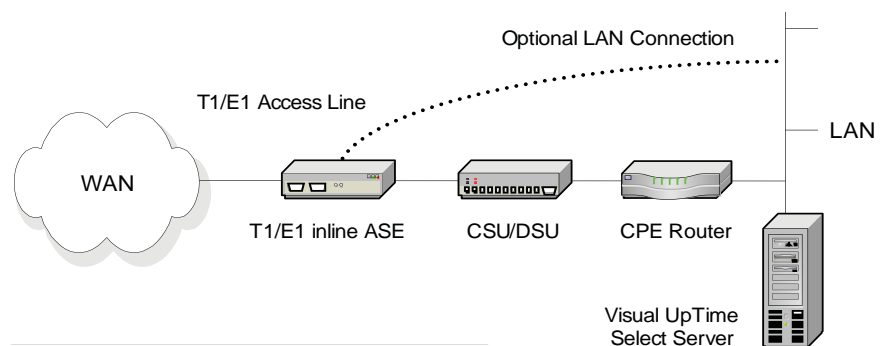 Optional LAN Connection
T1/E1 Access Line
LAN
WAN
T1/E1 inline ASE
CSU/DSU
CPE Router
Visual UpTime
Select Server